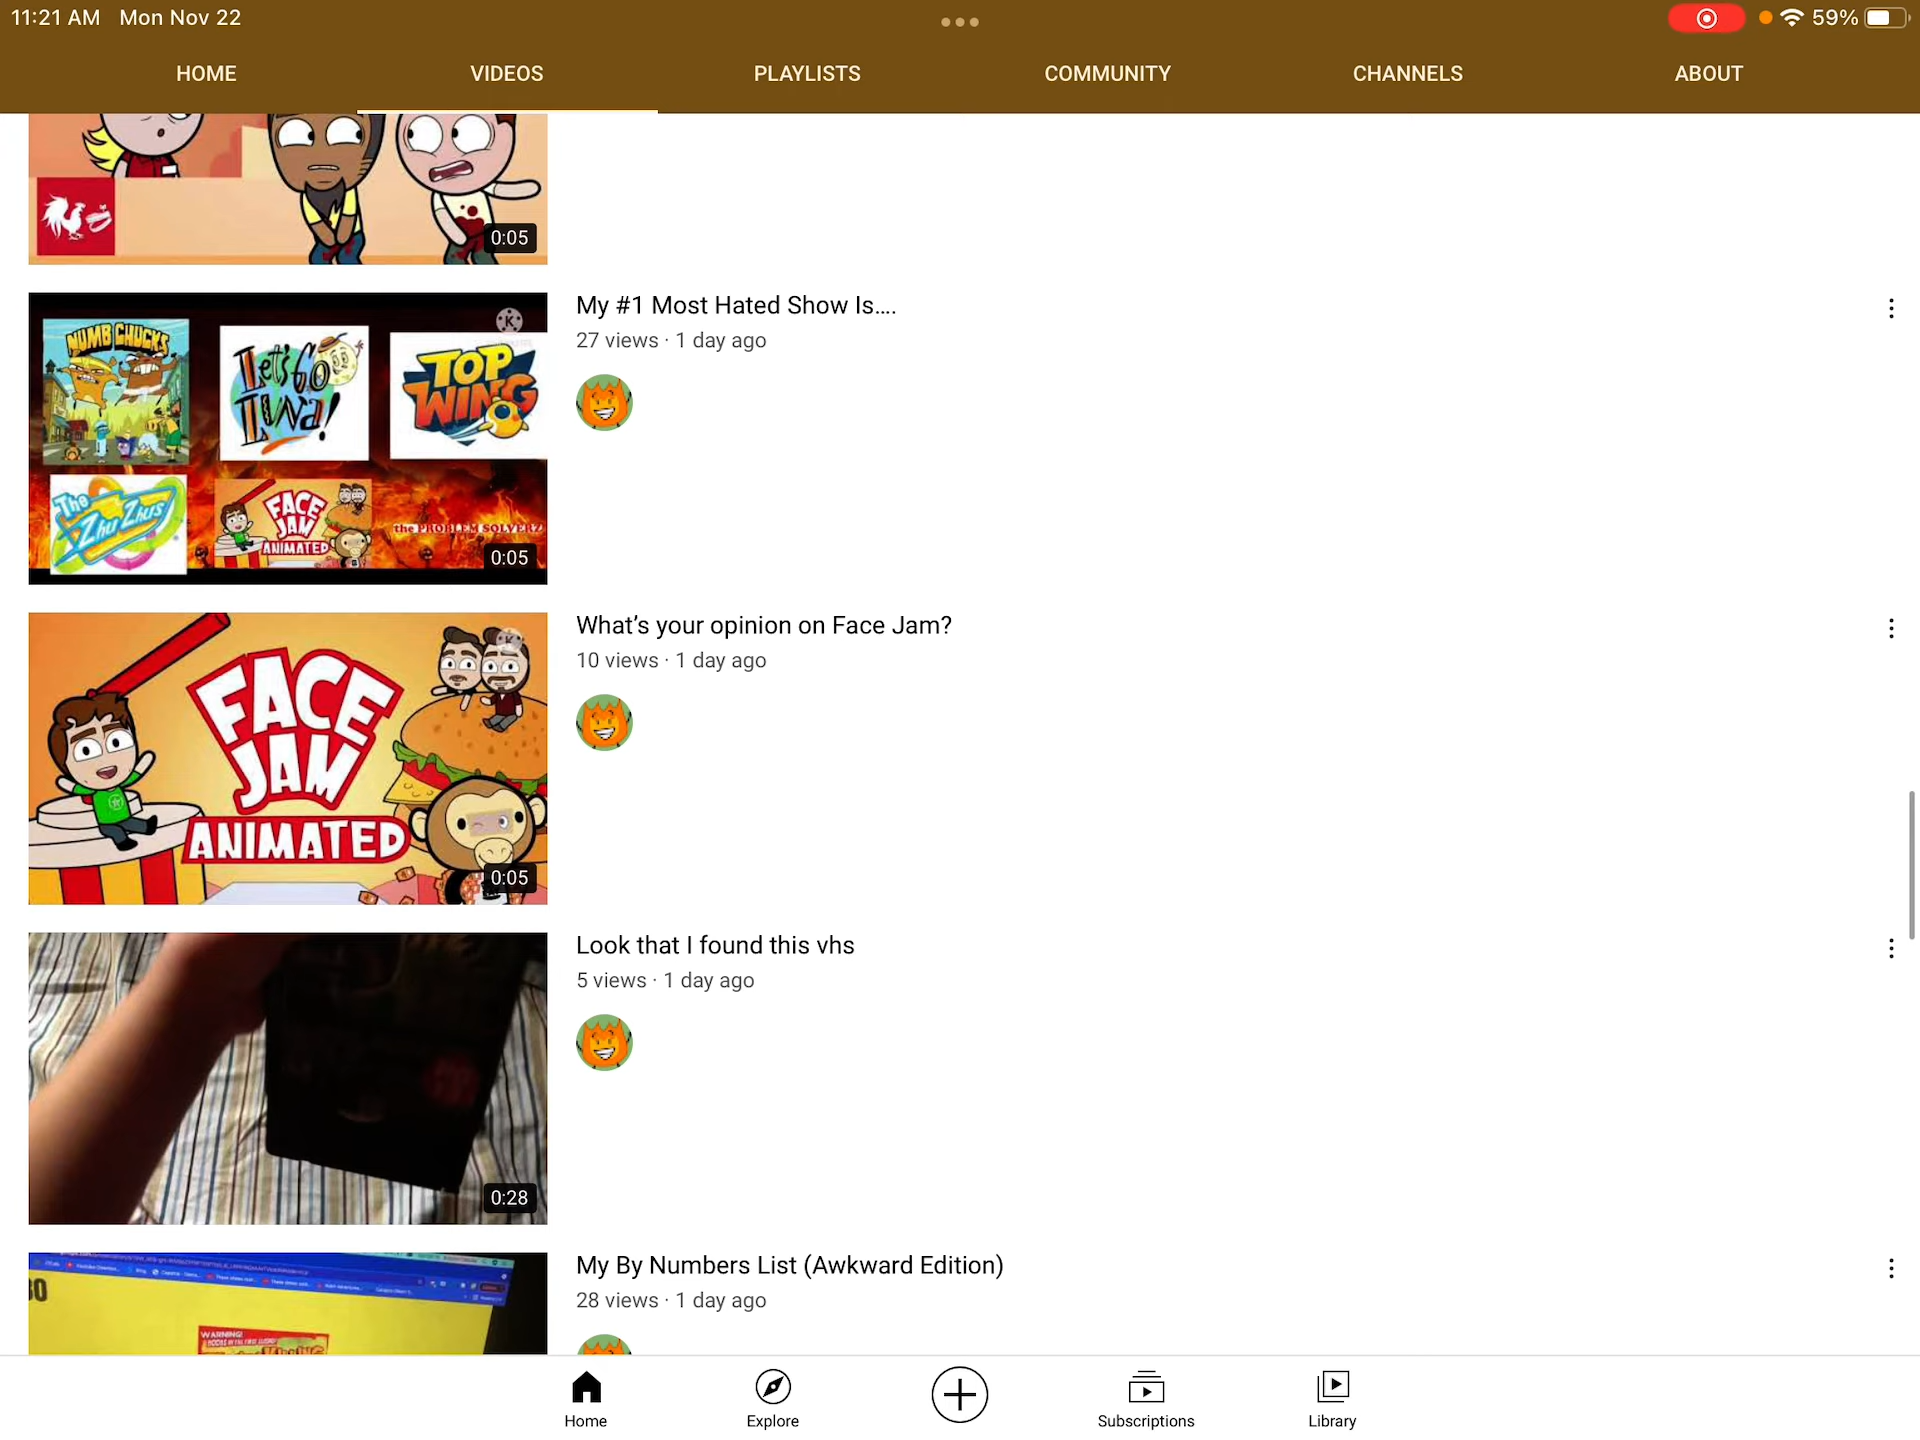 11:21 AM Mon Nov 22
59%
HOME VIDEOS PLAYLISTS COMMUNITY CHANNELS ABOUT
0:05
My #1 Most Hated Show Is....
27 views · 1 day ago
NUMB CHUCKS
Let's Go Luna!
TOP WING
The ZhuZhus
FACE JAM ANIMATED
the PROBLEM SOLVERZ
K
0:05
What's your opinion on Face Jam?
10 views · 1 day ago
FACE
JAM
ANIMATED
0:05
Look that I found this vhs
5 views · 1 day ago
0:28
My By Numbers List (Awkward Edition)
28 views · 1 day ago
WARNING!
Home Explore Subscriptions Library